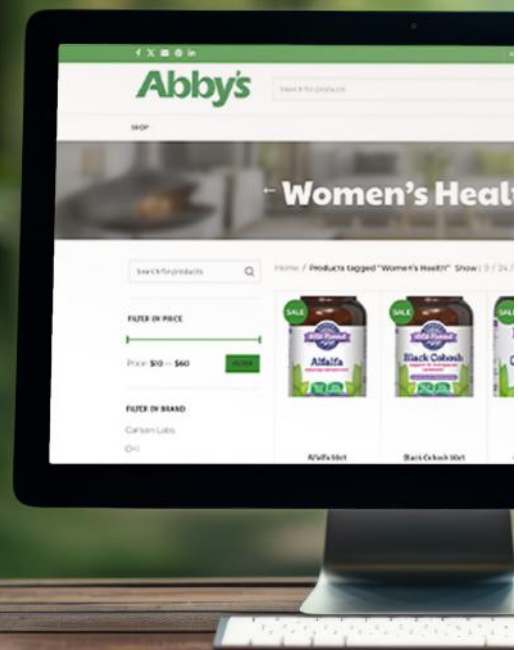 Abby's
Search for products
SHOP
← Women's Healt
Search for products
Home / Products tagged "Women's Health" Show : 9 / 24 /
FILTER BY PRICE
Price: $10 — $60
FILTER
SALE
SALE
SALE
Alfalfa
Black Cohosh
FILTER BY BRAND
Carlson Labs
Alfalfa 90ct
Black Cohosh 90ct